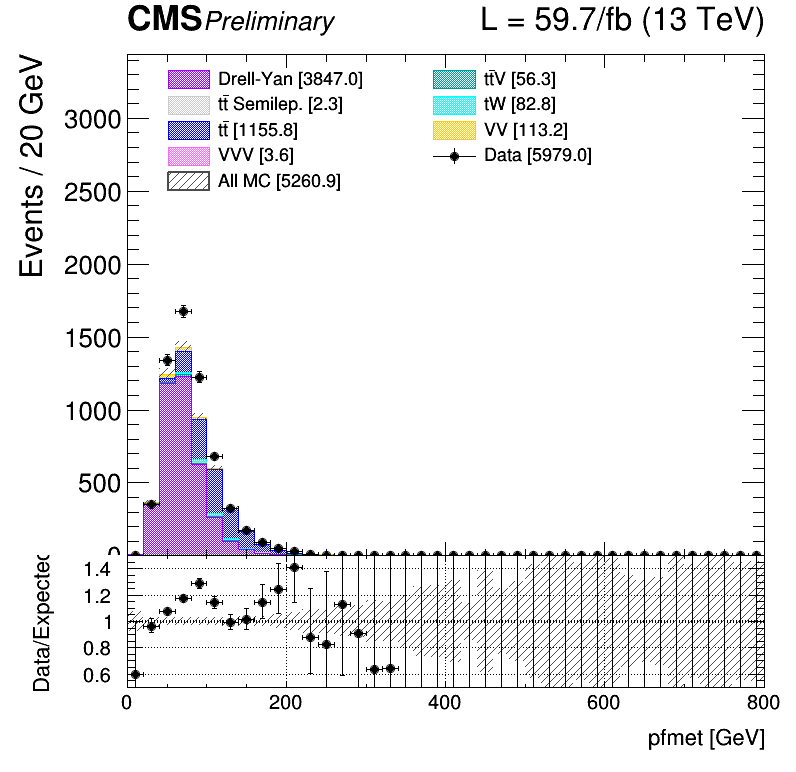 CMS Preliminary L = 59.7/fb (13 TeV)
Events / 20 GeV
3000
2500
2000
1500
1000
500
0
Drell-Yan [3847.0]
tt̄ Semilep. [2.3]
tt̄ [1155.8]
VVV [3.6]
All MC [5260.9]
tt̄V [56.3]
tW [82.8]
VV [113.2]
Data [5979.0]
Data/Expected
1.4
1.2
1
0.8
0.6
0 200 400 600 800
pfmet [GeV]